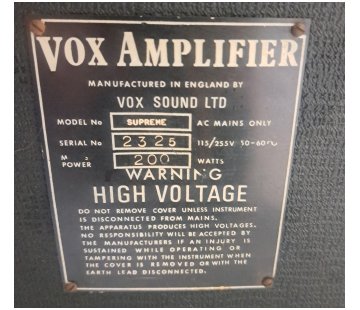 VOX AMPLIFIER
MANUFACTURED IN ENGLAND BY
VOX SOUND LTD
MODEL No SUPREME AC MAINS ONLY
SERIAL No 2325 115/255V 50-60
POWER 200 WATTS
WARNING
HIGH VOLTAGE
DO NOT REMOVE COVER UNLESS INSTRUMENT
IS DISCONNECTED FROM MAINS.
THE APPARATUS PRODUCES HIGH VOLTAGES.
NO RESPONSIBILITY WILL BE ACCEPTED BY
THE MANUFACTURERS IF AN INJURY IS
SUSTAINED WHILE OPERATING OR
TAMPERING WITH THE INSTRUMENT WHEN
THE COVER IS REMOVED OR WITH THE
EARTH LEAD DISCONNECTED.